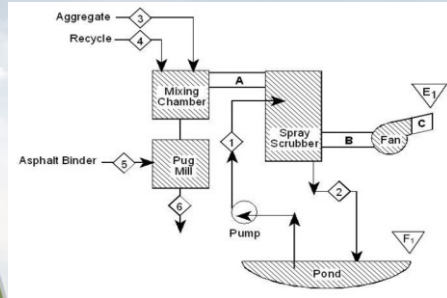 Aggregate 3
Recycle 4
A
E1
Mixing
Chamber
C
1
Spray
Scrubber
B
Fan
Asphalt Binder 5
Pug
Mill
2
6
Pump
F1
Pond